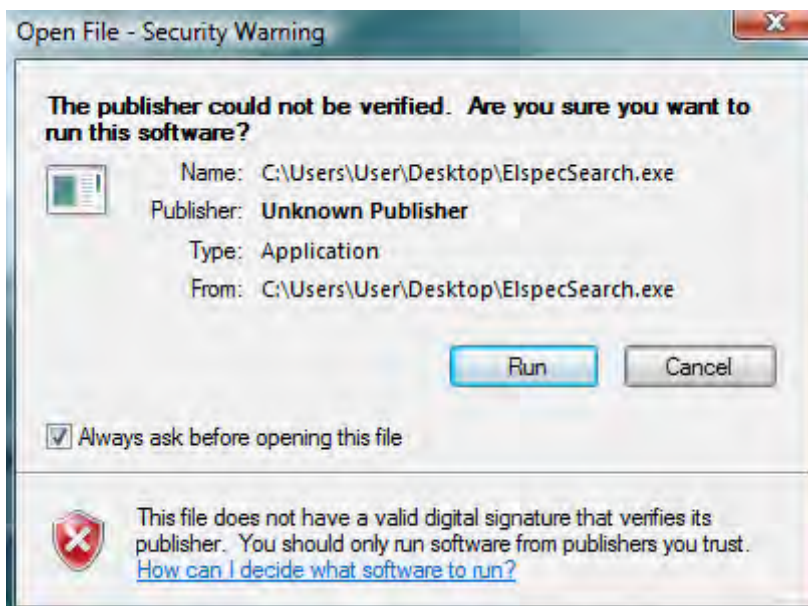 Open File - Security Warning
The publisher could not be verified. Are you sure you want to
run this software?
Name: C:\Users\User\Desktop\ElspecSearch.exe
Publisher: Unknown Publisher
Type: Application
From: C:\Users\User\Desktop\ElspecSearch.exe
Run Cancel
Always ask before opening this file
This file does not have a valid digital signature that verifies its
publisher. You should only run software from publishers you trust.
How can I decide what software to run?